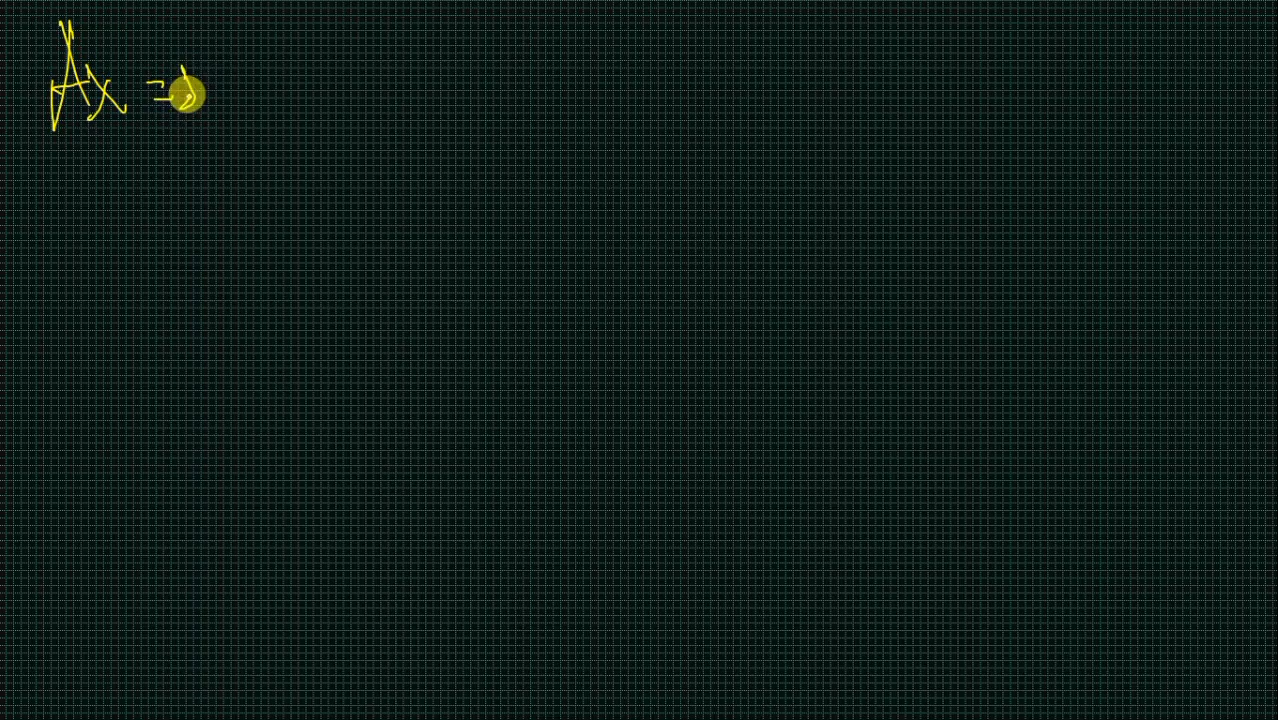 Ax =